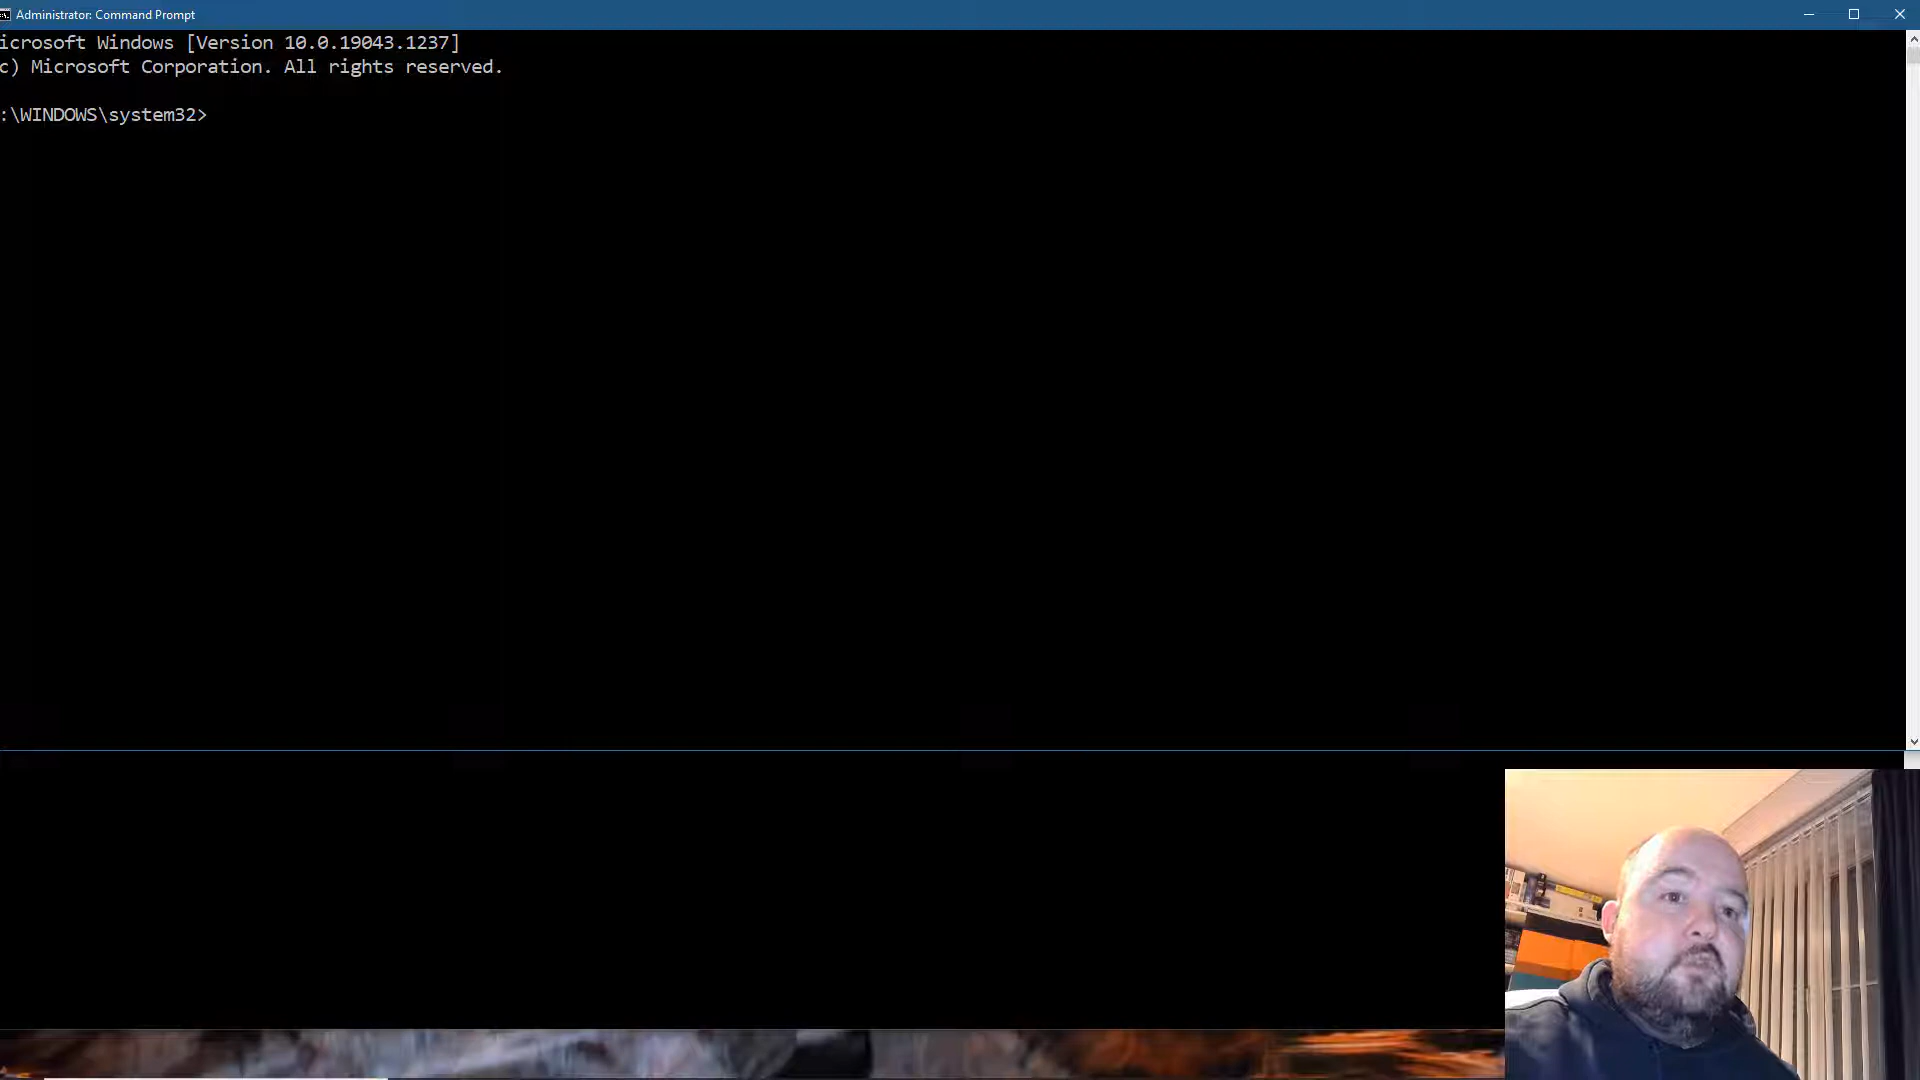 Administrator: Command Prompt
icrosoft Windows [Version 10.0.19043.1237]
c) Microsoft Corporation. All rights reserved.
:\WINDOWS\system32>